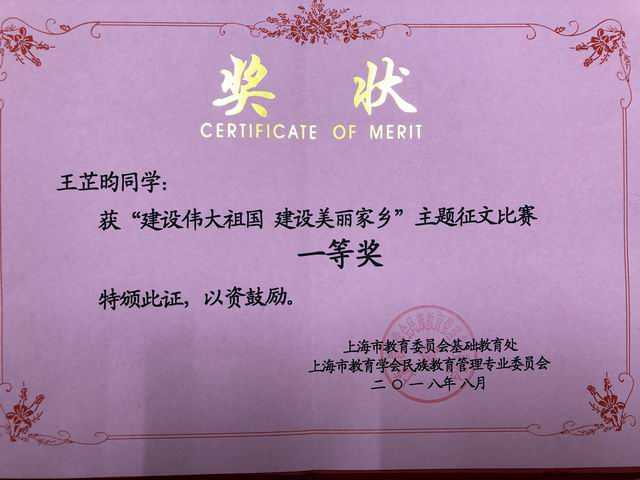 奖 状
CERTIFICATE OF MERIT
王芷昀同学：
获“建设伟大祖国 建设美丽家乡”主题征文比赛
一等奖
特颁此证，以资鼓励。
上海市教育委员会基础教育处
上海市教育学会民族教育管理专业委员会
二〇一八年八月